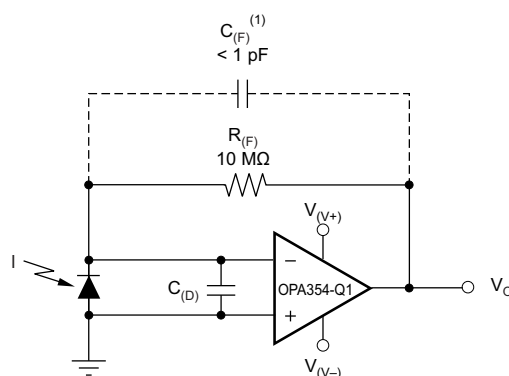 C(F) (1)
< 1 pF
R(F)
10 MΩ
V(V+)
I
−
C(D)
OPA354-Q1
+
VO
V(V−)